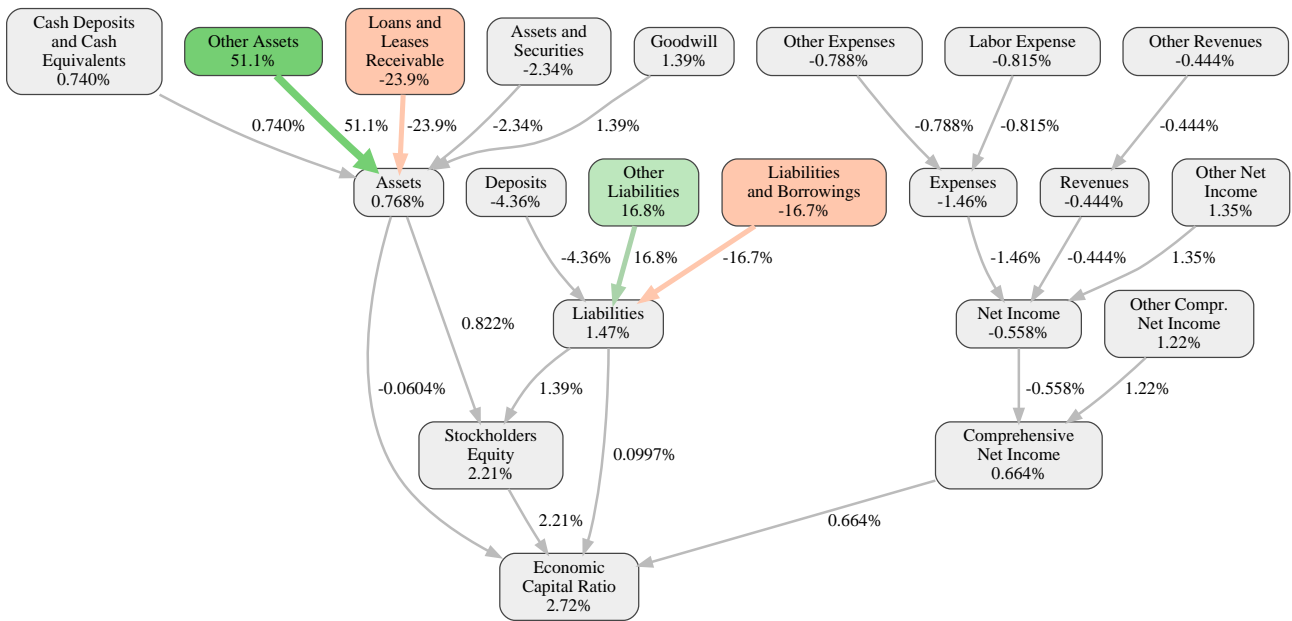 Cash Deposits
and Cash
Equivalents
0.740%
Other Assets
51.1%
Loans and
Leases
Receivable
-23.9%
Assets and
Securities
-2.34%
Goodwill
1.39%
Other Expenses
-0.788%
Labor Expense
-0.815%
Other Revenues
-0.444%
0.740%
51.1%
-23.9%
-2.34%
1.39%
-0.788%
-0.815%
-0.444%
Assets
0.768%
Deposits
-4.36%
Other
Liabilities
16.8%
Liabilities
and Borrowings
-16.7%
Expenses
-1.46%
Revenues
-0.444%
Other Net
Income
1.35%
-4.36%
16.8%
-16.7%
-1.46%
-0.444%
1.35%
0.822%
Liabilities
1.47%
Net Income
-0.558%
Other Compr.
Net Income
1.22%
-0.0604%
1.39%
-0.558%
1.22%
Stockholders
Equity
2.21%
0.0997%
Comprehensive
Net Income
0.664%
2.21%
0.664%
Economic
Capital Ratio
2.72%